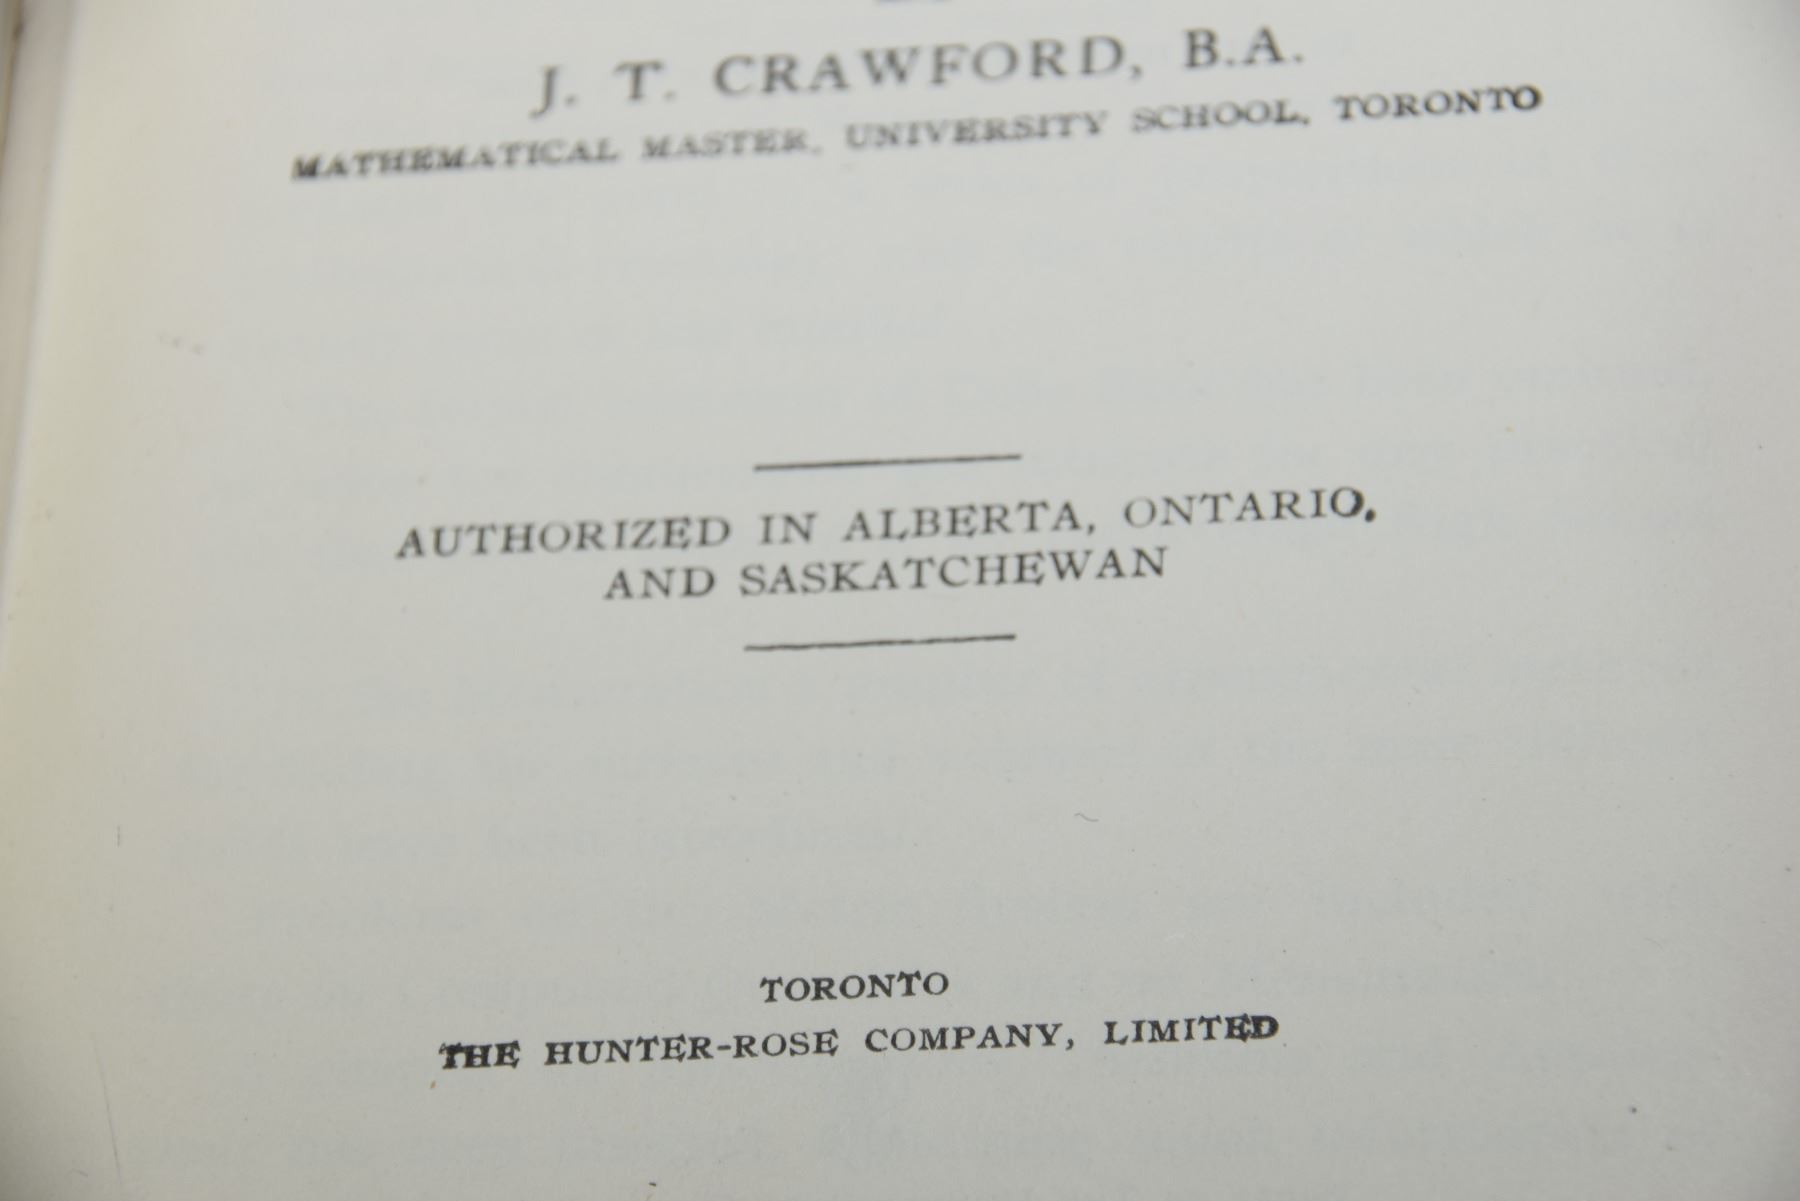 J. T. CRAWFORD, B.A.
MATHEMATICAL MASTER, UNIVERSITY SCHOOL, TORONTO
AUTHORIZED IN ALBERTA, ONTARIO,
AND SASKATCHEWAN
TORONTO
THE HUNTER-ROSE COMPANY, LIMITED